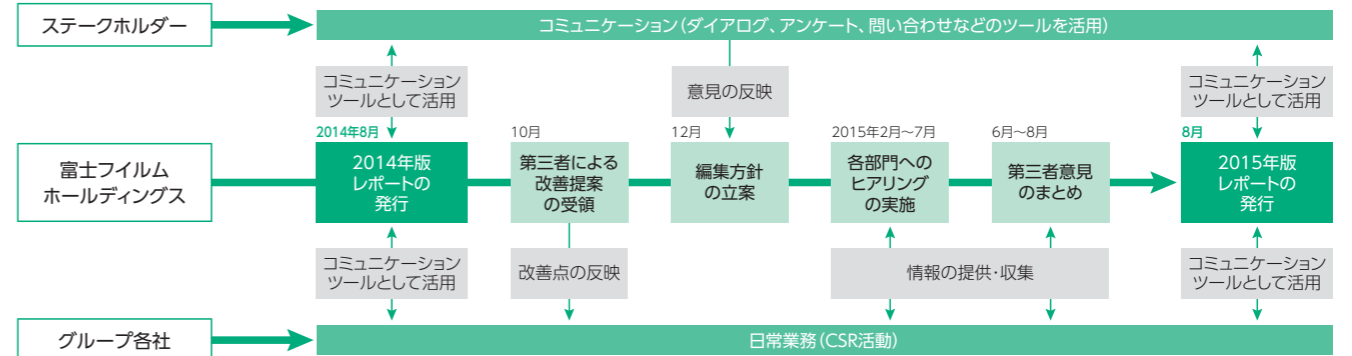 ステークホルダー
コミュニケーション(ダイアログ、アンケート、問い合わせなどのツールを活用)
コミュニケーション
ツールとして活用
意見の反映
コミュニケーション
ツールとして活用
富士フイルム
ホールディングス
2014年8月
2014年版
レポートの
発行
10月
第三者による
改善提案
の受領
12月
編集方針
の立案
2015年2月〜7月
各部門への
ヒアリング
の実施
6月〜8月
第三者意見
のまとめ
8月
2015年版
レポートの
発行
コミュニケーション
ツールとして活用
改善点の反映
情報の提供・収集
コミュニケーション
ツールとして活用
グループ各社
日常業務(CSR活動)